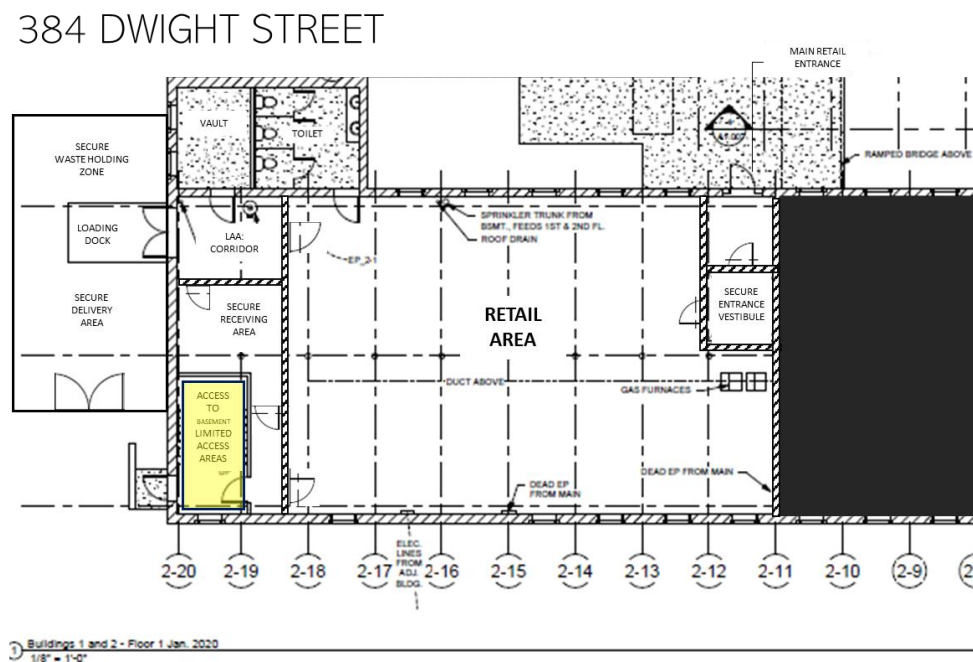 384 DWIGHT STREET
MAIN RETAIL
ENTRANCE
VAULT
TOILET
SECURE
WASTE HOLDING
ZONE
RAMPED BRIDGE ABOVE
LOADING
DOCK
LAA:
CORRIDOR
SPRINKLER TRUNK FROM
BSMT., FEEDS 1ST & 2ND FL.
ROOF DRAIN
EP_2-1
SECURE
DELIVERY
AREA
SECURE
RECEIVING
AREA
RETAIL
AREA
SECURE
ENTRANCE
VESTIBULE
DUCT ABOVE
GAS FURNACES
ACCESS
TO
BASEMENT
LIMITED
ACCESS
AREAS
DEAD EP FROM MAIN
DEAD EP
FROM MAIN
ELEC.
LINES
FROM
ADJ.
BLDG.
2-20
2-19
2-18
2-17
2-16
2-15
2-14
2-13
2-12
2-11
2-10
2-9
1
Buildings 1 and 2 - Floor 1 Jan. 2020
1/8" = 1'-0"